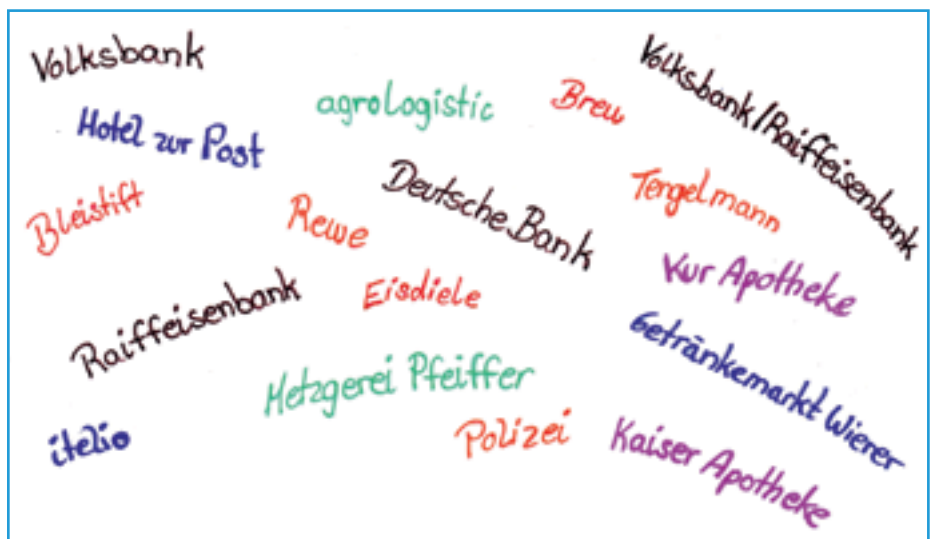 Volksbank
Volksbank/Raiffeisenbank
agrologistic
Breu
Hotel zur Post
Deutsche Bank
Tengelmann
Bleistift
Rewe
Kur Apotheke
Eisdiele
Raiffeisenbank
Getränkemarkt Wierer
Metzgerei Pfeiffer
itelio
Polizei
Kaiser Apotheke